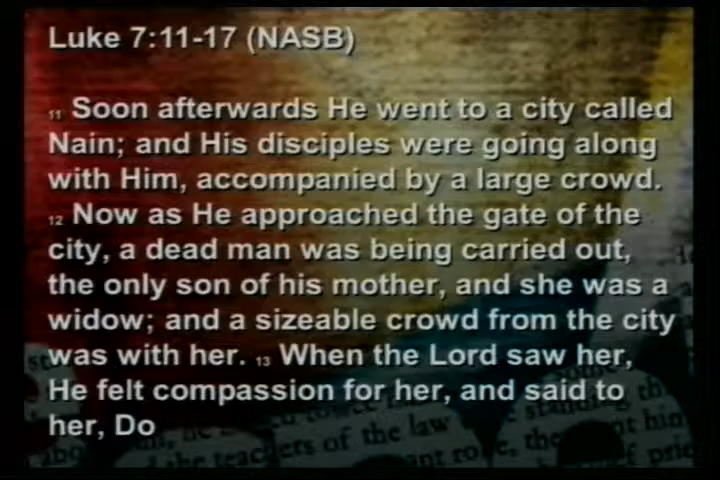 Luke 7:11-17 (NASB)
11 Soon afterwards He went to a city called
Nain; and His disciples were going along
with Him, accompanied by a large crowd.
12 Now as He approached the gate of the
city, a dead man was being carried out,
the only son of his mother, and she was a
widow; and a sizeable crowd from the city
was with her. 13 When the Lord saw her,
He felt compassion for her, and said to
her, Do
the teachers of the law